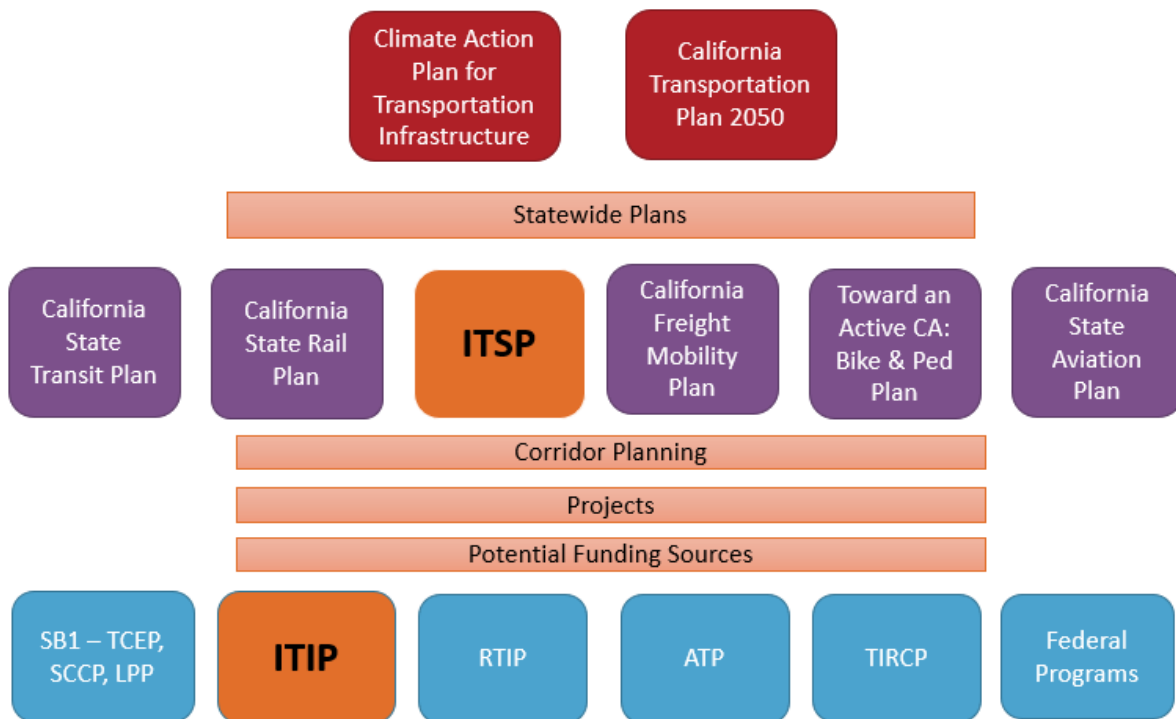 Climate Action
Plan for
Transportation
Infrastructure
California
Transportation
Plan 2050
Statewide Plans
California
State
Transit Plan
California
State Rail
Plan
ITSP
California
Freight
Mobility
Plan
Toward an
Active CA:
Bike & Ped
Plan
California
State
Aviation
Plan
Corridor Planning
Projects
Potential Funding Sources
SB1 – TCEP,
SCCP, LPP
ITIP
RTIP
ATP
TIRCP
Federal
Programs